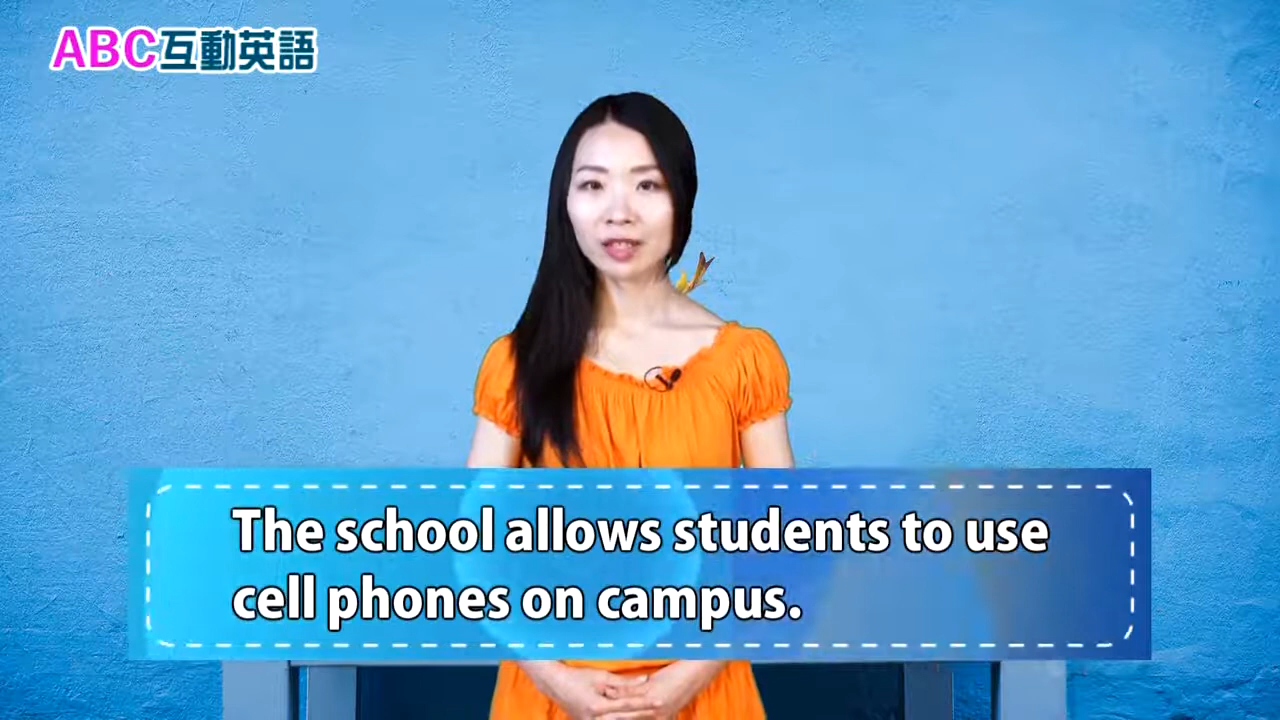 ABC互動英語
The school allows students to use
cell phones on campus.